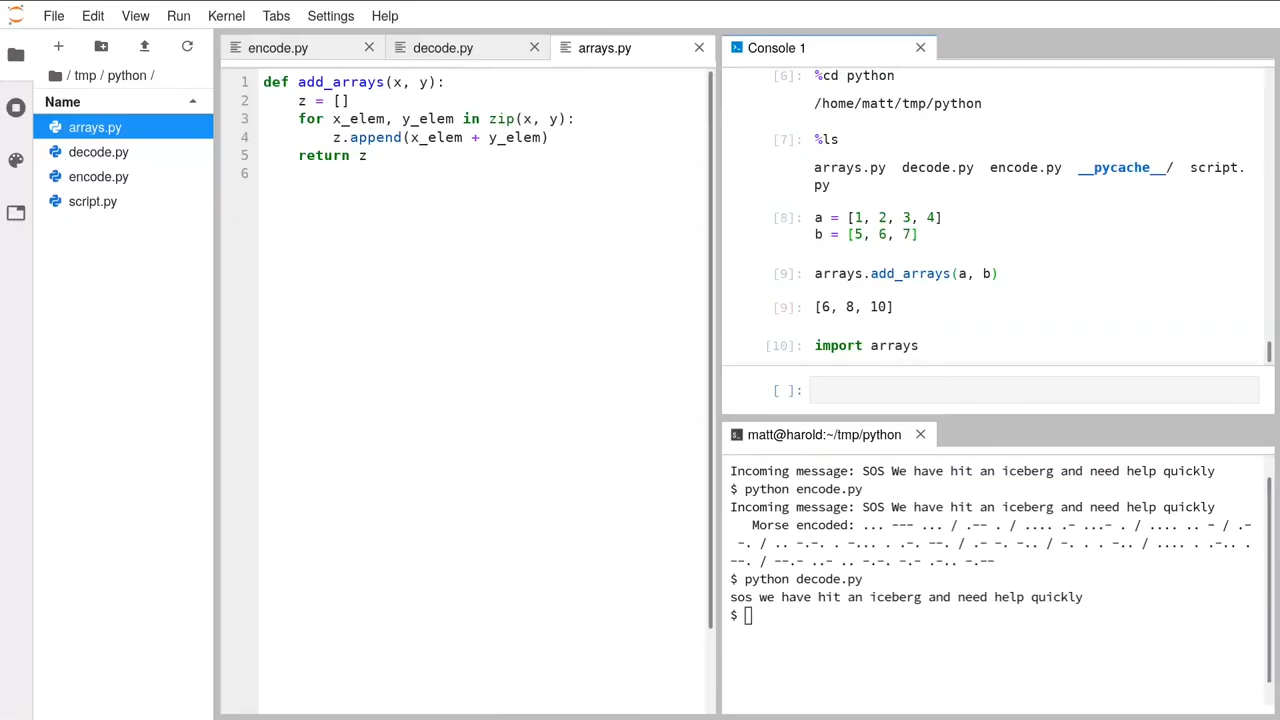 File Edit View Run Kernel Tabs Settings Help
/ tmp / python /
Name
arrays.py
decode.py
encode.py
script.py
encode.py
decode.py
arrays.py
1 def add_arrays(x, y):
2 z = []
3 for x_elem, y_elem in zip(x, y):
4 z.append(x_elem + y_elem)
5 return z
6
Console 1
[6]: %cd python
/home/matt/tmp/python
[7]: %ls
arrays.py decode.py encode.py __pycache__/ script.
py
[8]: a = [1, 2, 3, 4]
b = [5, 6, 7]
[9]: arrays.add_arrays(a, b)
[9]: [6, 8, 10]
[10]: import arrays
[ ]:
matt@harold:~/tmp/python
Incoming message: SOS We have hit an iceberg and need help quickly
$ python encode.py
Incoming message: SOS We have hit an iceberg and need help quickly
Morse encoded: ... --- ... / .-- . / .... .- ...- . / .... .. - / .-
-. / .. -.-. . -... . .-. --. / .- -. -.. / -. . . -.. / .... . .-.. .
--. / --.- ..- .. -.-. -.- .-.. -.--
$ python decode.py
sos we have hit an iceberg and need help quickly
$